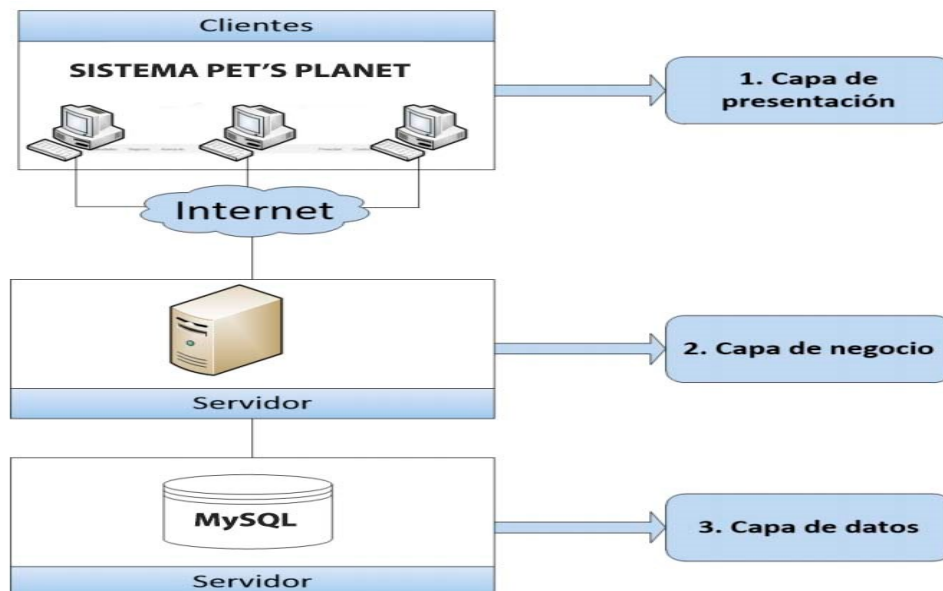 Clientes
SISTEMA PET'S PLANET
1. Capa de
presentación
Internet
2. Capa de negocio
Servidor
MySQL
3. Capa de datos
Servidor